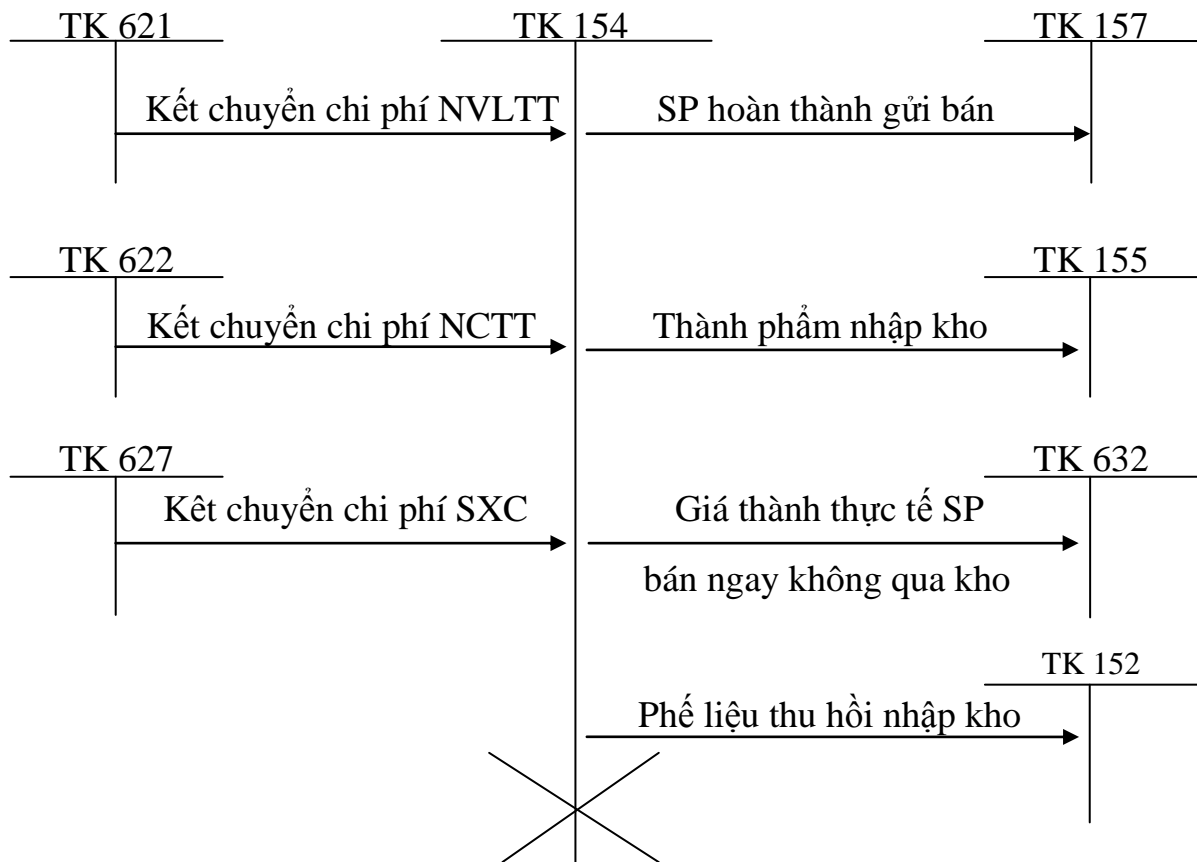 TK 621 TK 154 TK 157
Kết chuyển chi phí NVLTT SP hoàn thành gửi bán
TK 622 TK 155
Kết chuyển chi phí NCTT Thành phẩm nhập kho
TK 627 TK 632
Kêt chuyển chi phí SXC Giá thành thực tế SP
bán ngay không qua kho
TK 152
Phế liệu thu hồi nhập kho